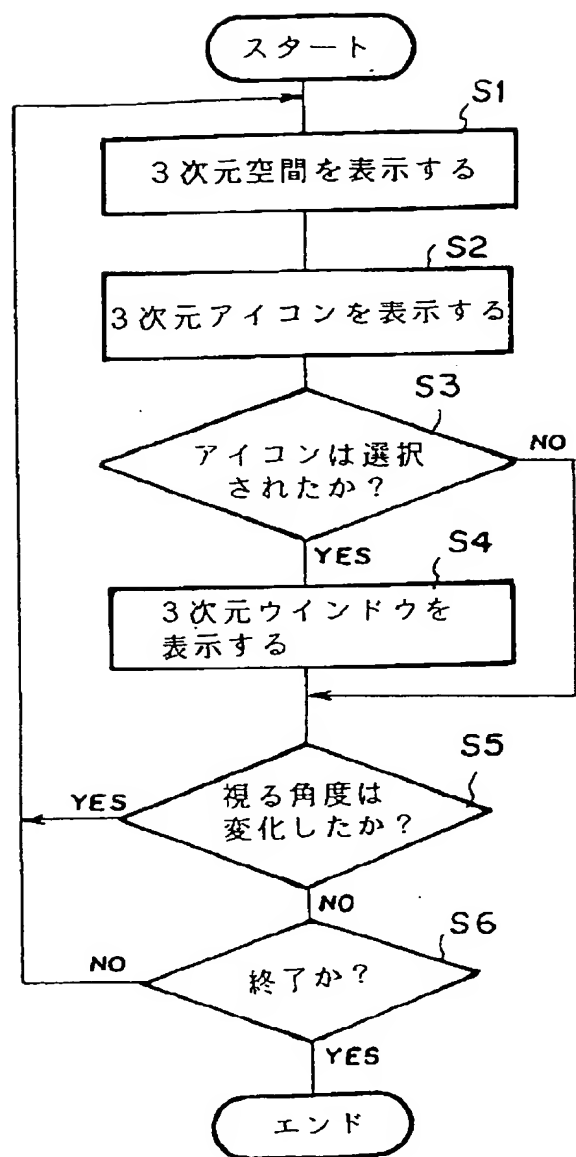 スタート
S1
3次元空間を表示する
S2
3次元アイコンを表示する
S3
アイコンは選択
されたか?
NO
YES
S4
3次元ウインドウを
表示する
S5
視る角度は
変化したか?
YES
NO
S6
終了か?
NO
YES
エンド